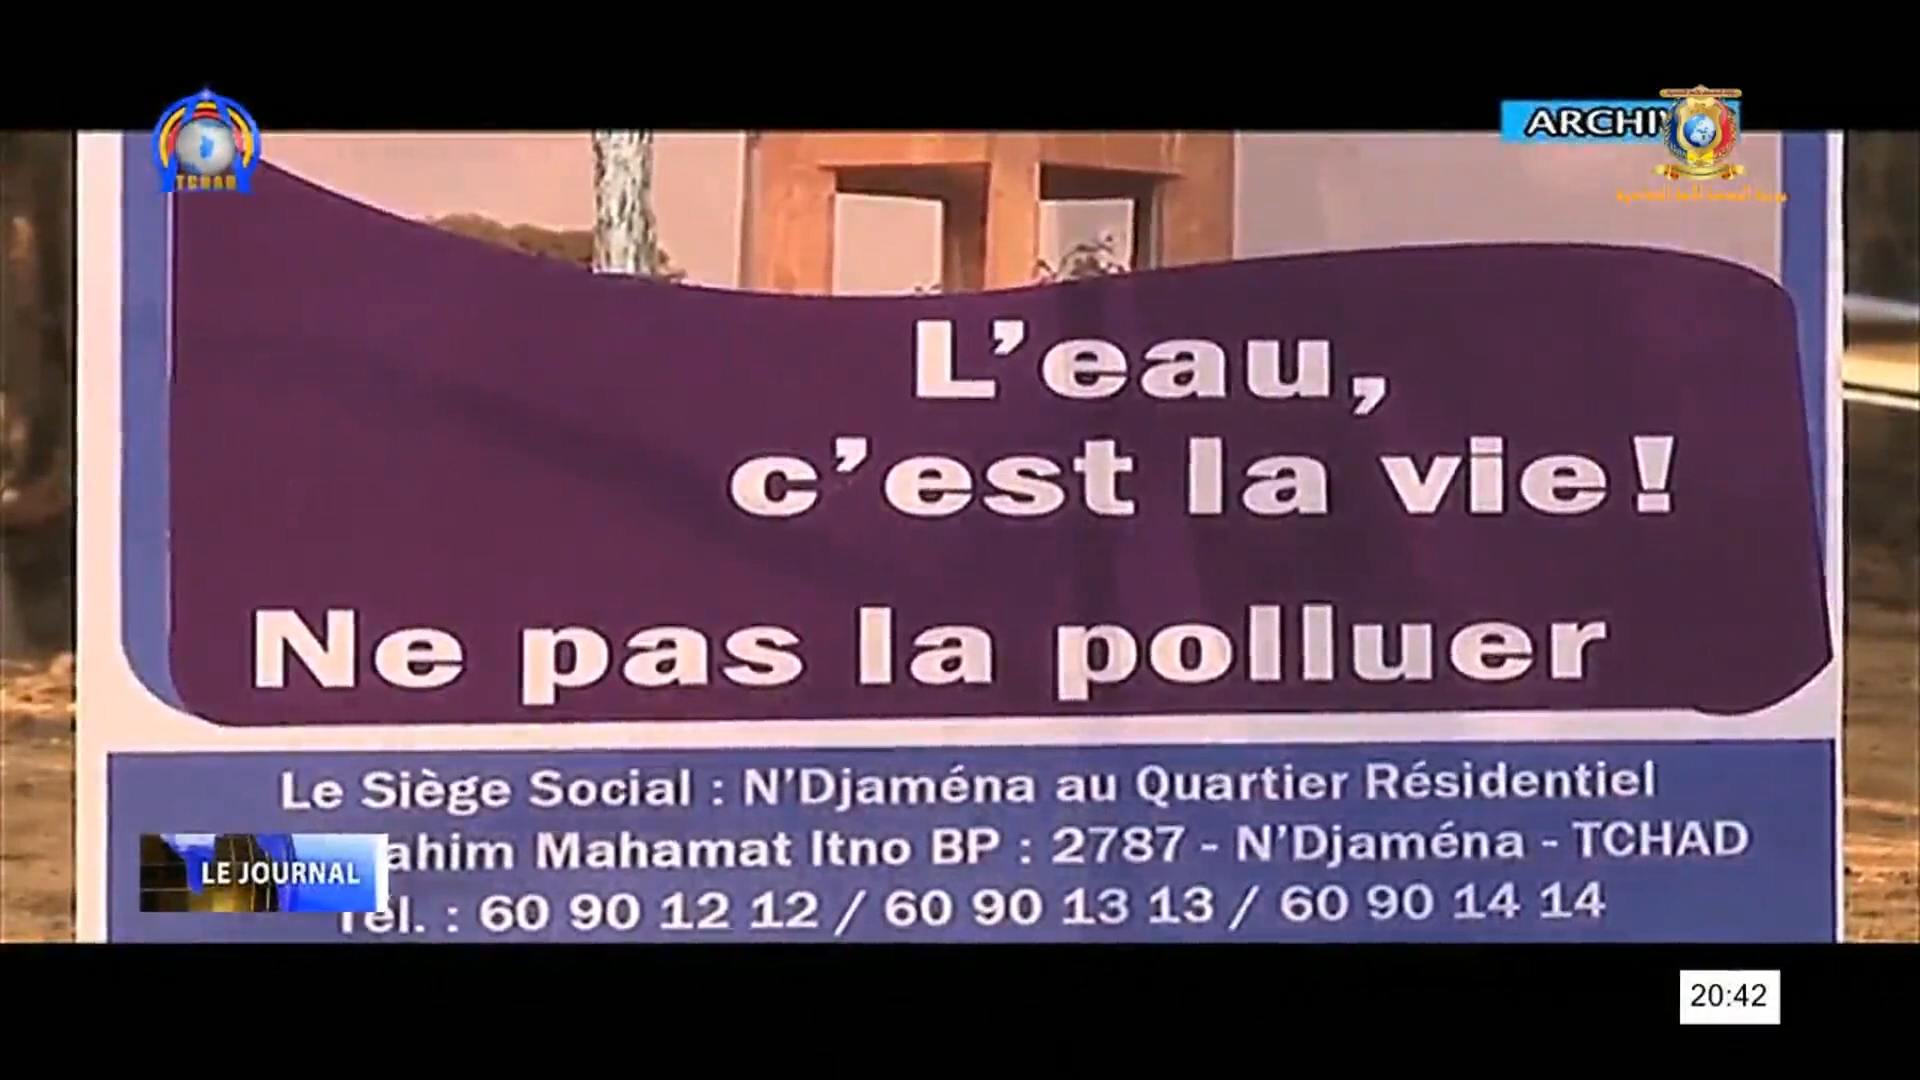 TCHAD
ARCHIV
L'eau,
c'est la vie!
Ne pas la polluer
Le Siège Social : N'Djaména au Quartier Résidentiel
ahim Mahamat Itno BP : 2787 - N'Djaména - TCHAD
LE JOURNAL
Tél. : 60 90 12 12 / 60 90 13 13 / 60 90 14 14
20:42